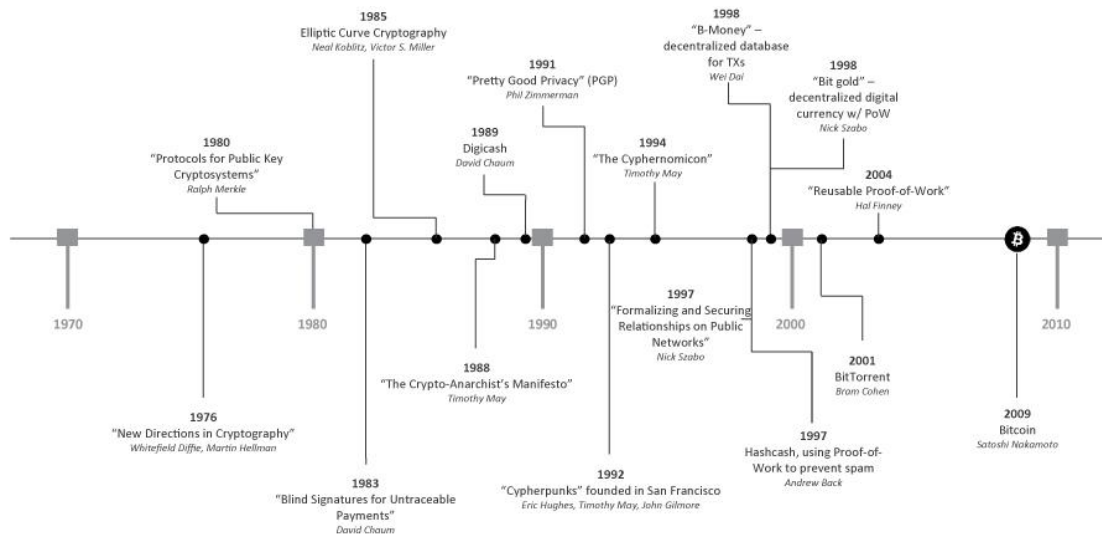 1985
Elliptic Curve Cryptography
Neal Koblitz, Victor S. Miller
1998
“B-Money” –
decentralized database
for TXs
Wei Dai
1991
“Pretty Good Privacy” (PGP)
Phil Zimmerman
1998
“Bit gold” –
decentralized digital
currency w/ PoW
Nick Szabo
1980
“Protocols for Public Key
Cryptosystems”
Ralph Merkle
1989
Digicash
David Chaum
1994
“The Cyphernomicon”
Timothy May
2004
“Reusable Proof-of-Work”
Hal Finney
1970
1980
1990
2000
2010
1976
“New Directions in Cryptography”
Whitefield Diffie, Martin Hellman
1983
“Blind Signatures for Untraceable
Payments”
David Chaum
1988
“The Crypto-Anarchist’s Manifesto”
Timothy May
1992
“Cypherpunks” founded in San Francisco
Eric Hughes, Timothy May, John Gilmore
1997
“Formalizing and Securing
Relationships on Public
Networks”
Nick Szabo
1997
Hashcash, using Proof-of-
Work to prevent spam
Andrew Back
2001
BitTorrent
Bram Cohen
2009
Bitcoin
Satoshi Nakamoto